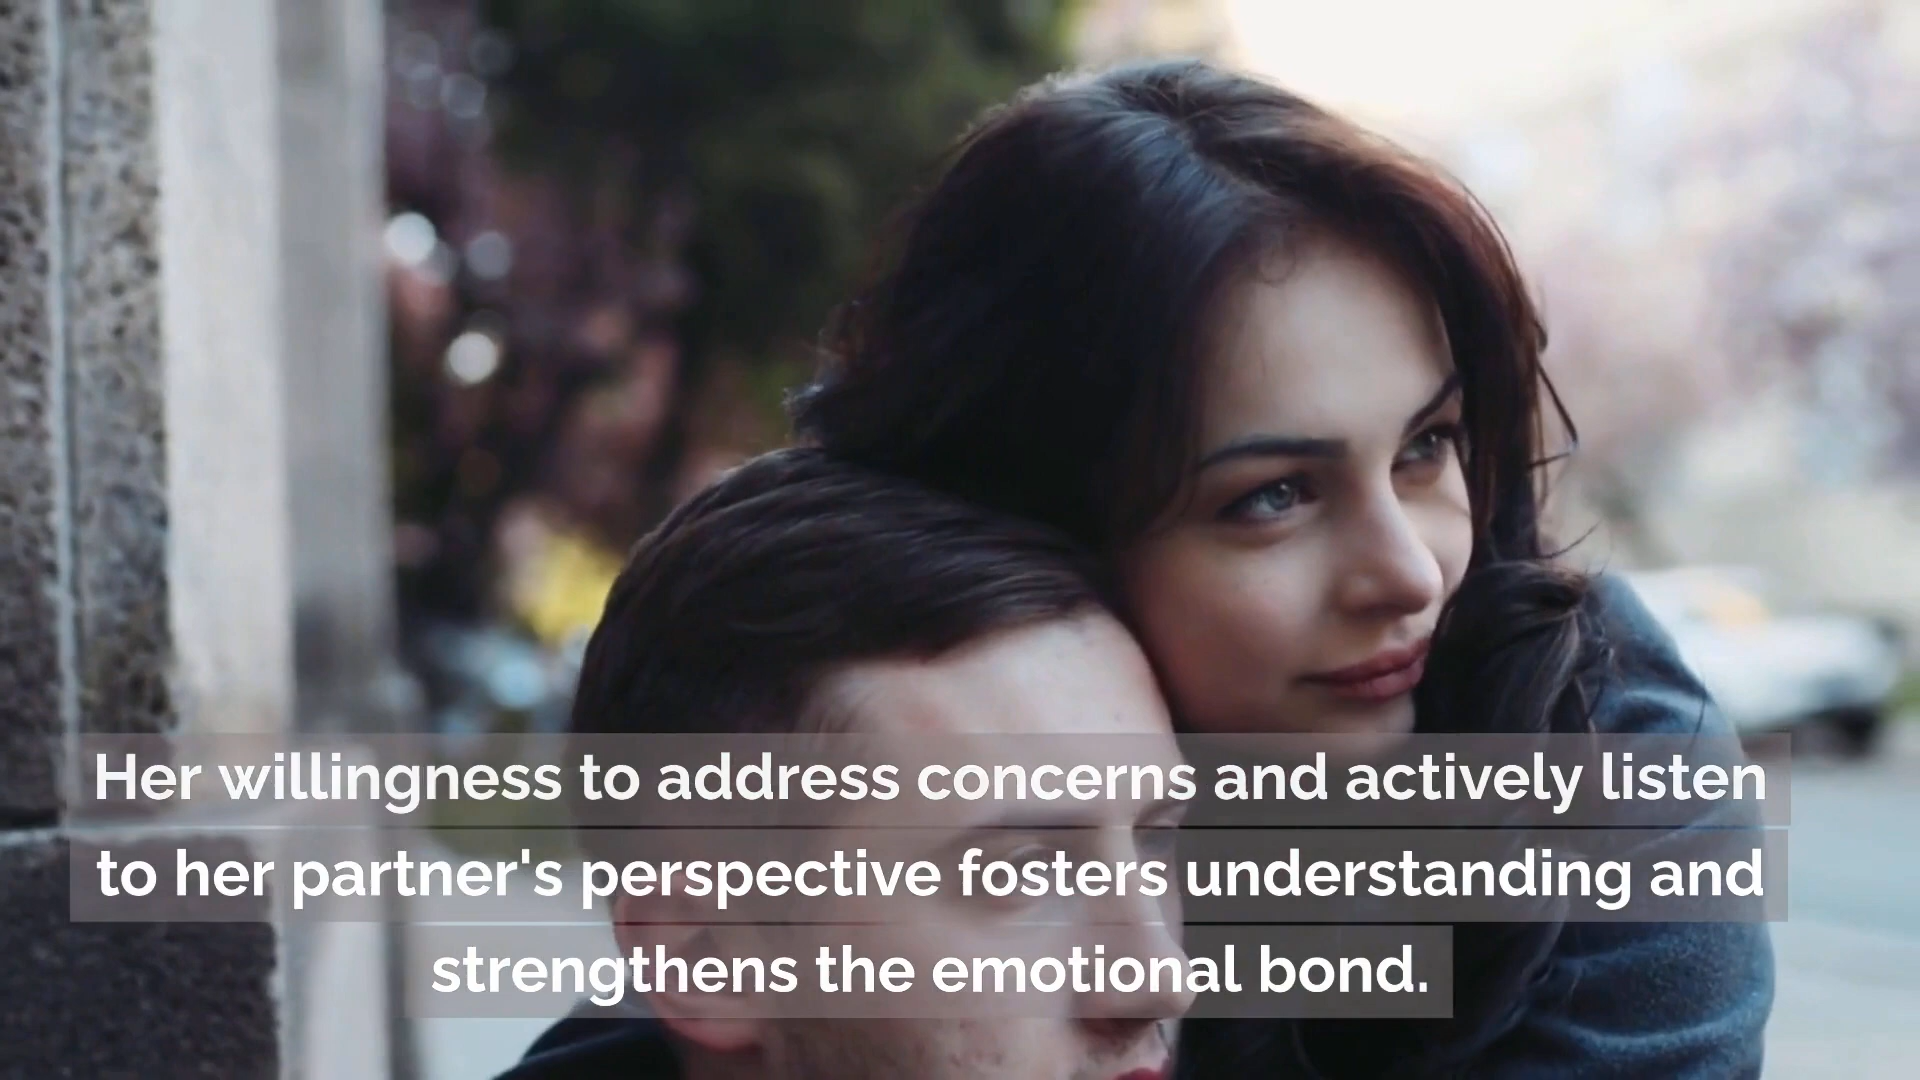 Her willingness to address concerns and actively listen
to her partner's perspective fosters understanding and
strengthens the emotional bond.